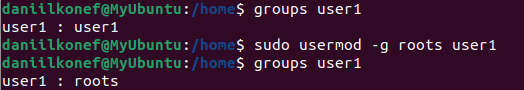 daniilkonef@MyUbuntu:/home$ groups user1
user1 : user1
daniilkonef@MyUbuntu:/home$ sudo usermod -g roots user1
daniilkonef@MyUbuntu:/home$ groups user1
user1 : roots